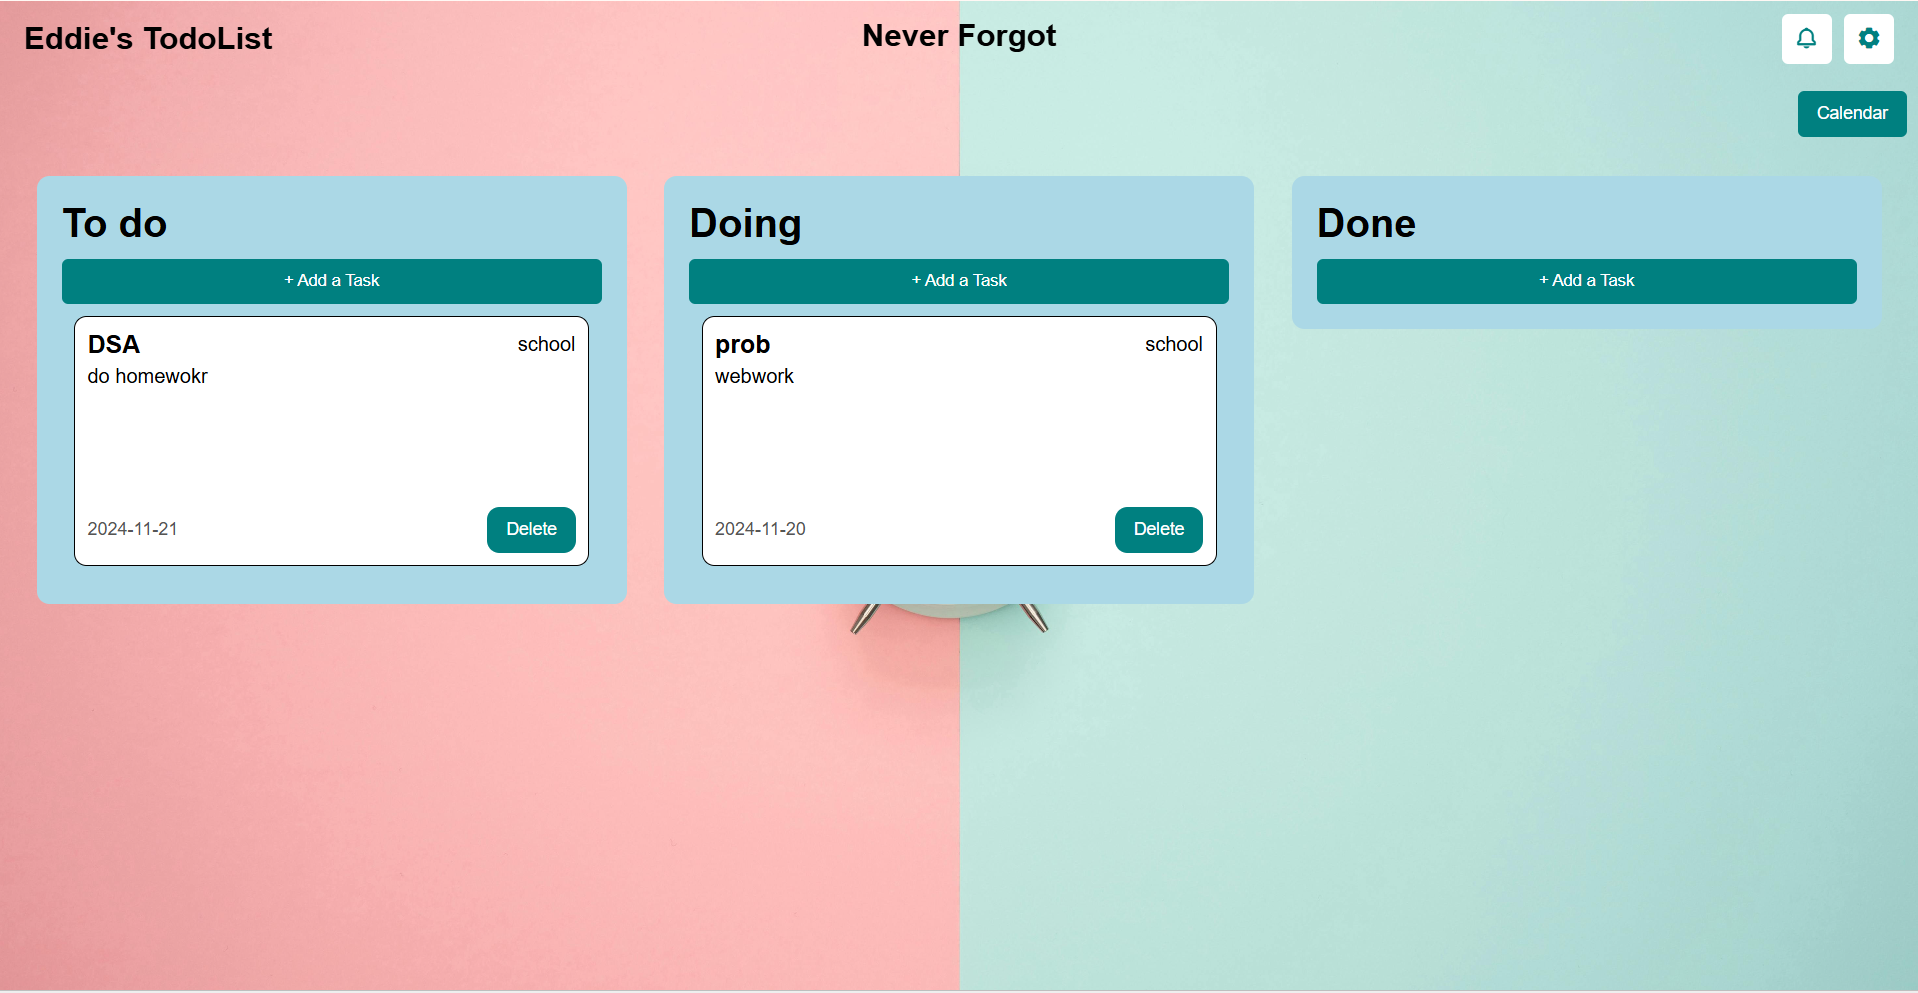 Eddie's TodoList
Never Forgot
Calendar
To do
+ Add a Task
DSA
school
do homewokr
2024-11-21
Delete
Doing
+ Add a Task
prob
school
webwork
2024-11-20
Delete
Done
+ Add a Task